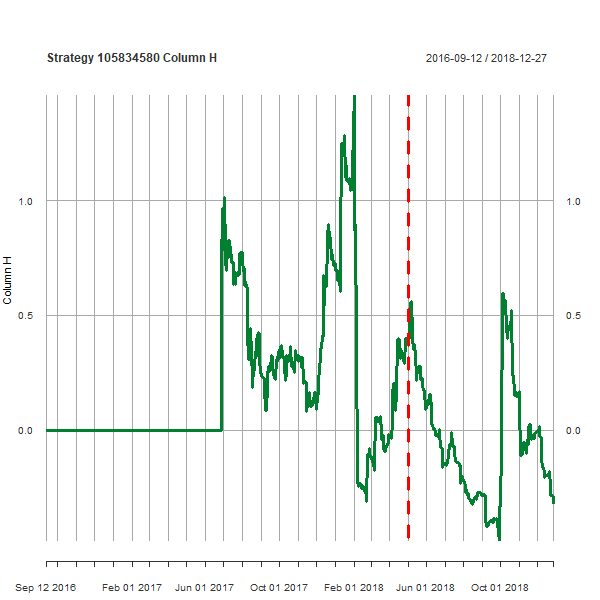 Strategy 105834580 Column H
2016-09-12 / 2018-12-27
1.0
1.0
0.5
0.5
0.0
0.0
Column H
Sep 12 2016
Feb 01 2017
Jun 01 2017
Oct 01 2017
Feb 01 2018
Jun 01 2018
Oct 01 2018